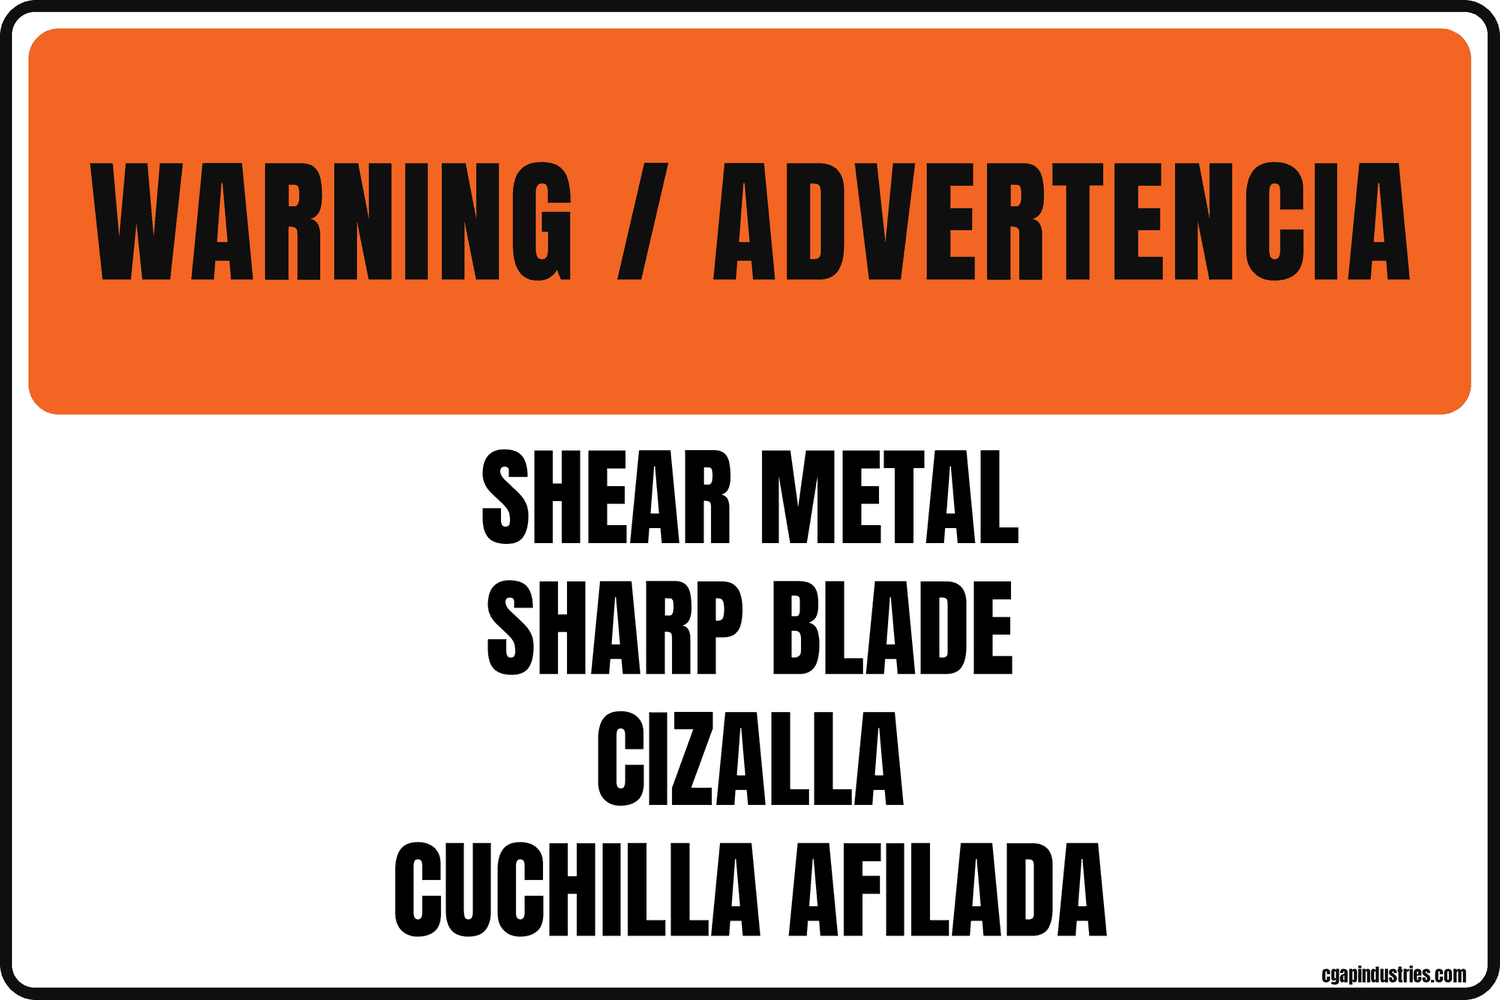 WARNING / ADVERTENCIA
SHEAR METAL
SHARP BLADE
CIZALLA
CUCHILLA AFILADA
cgapindustries.com